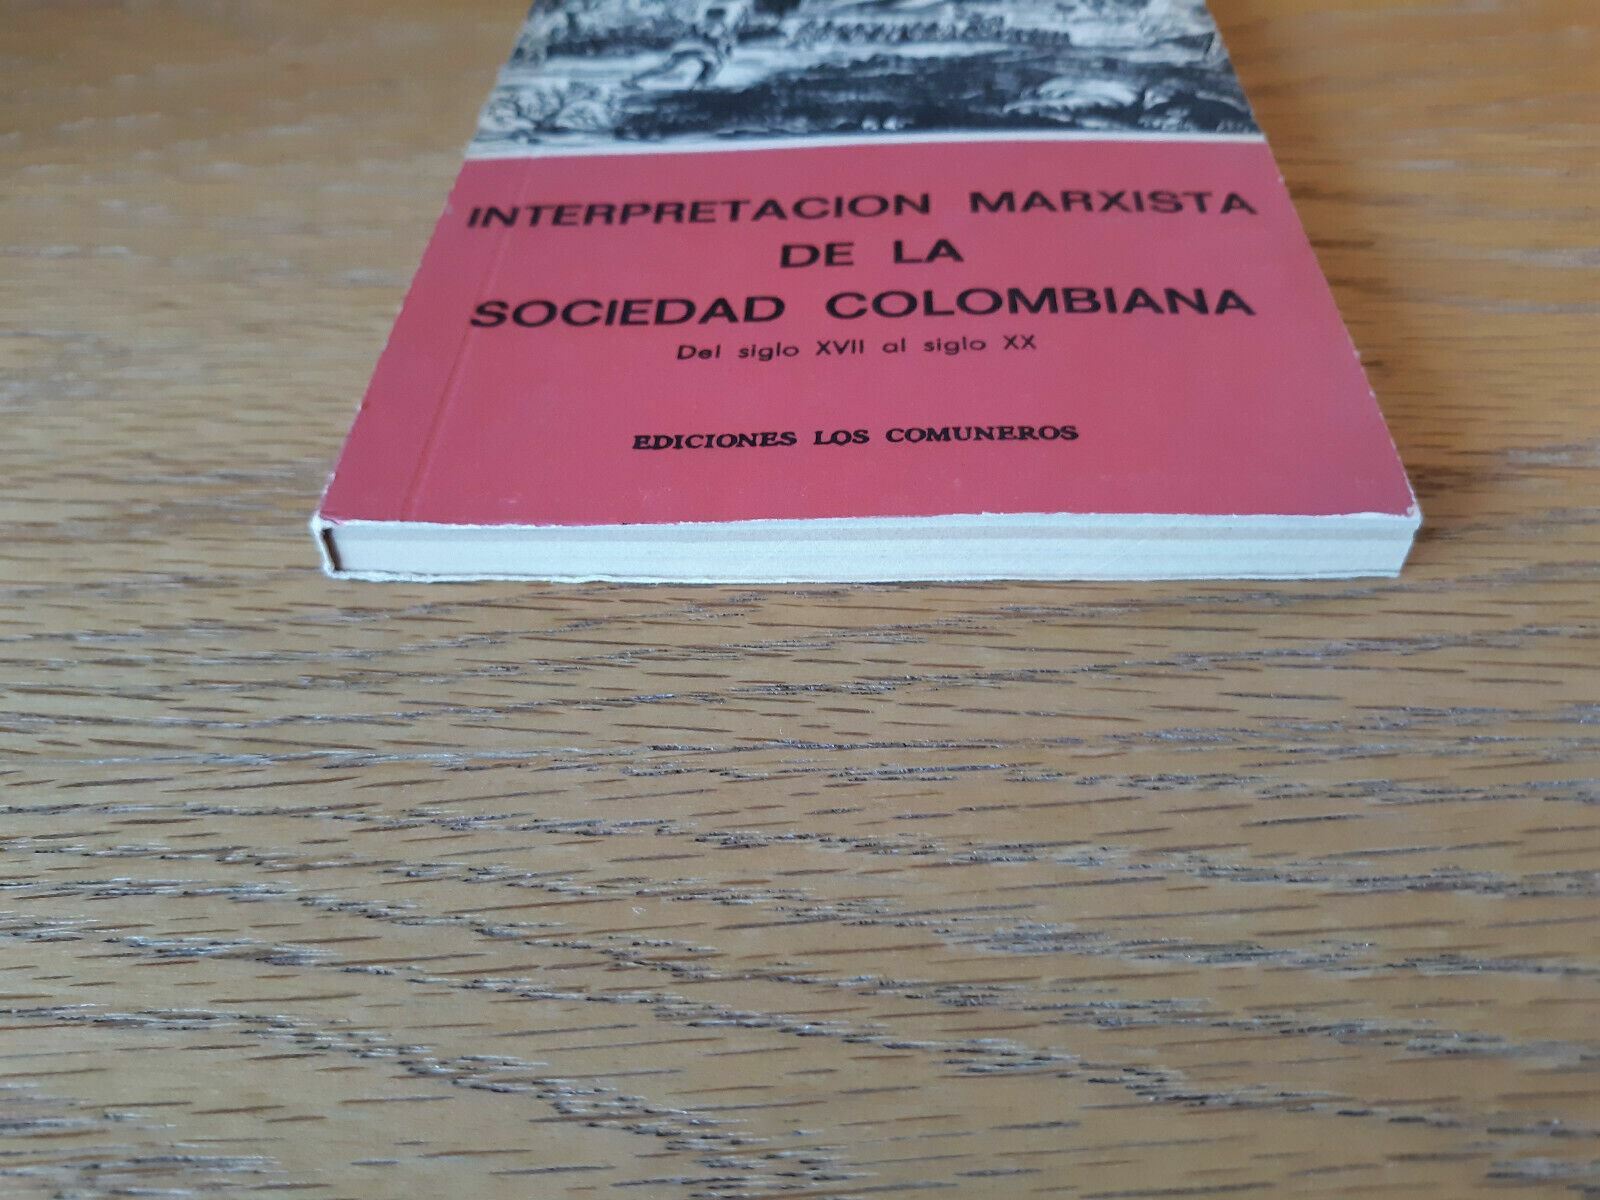 INTERPRETACION MARXISTA
DE LA
SOCIEDAD COLOMBIANA
Del siglo XVII al siglo XX
EDICIONES LOS COMUNEROS